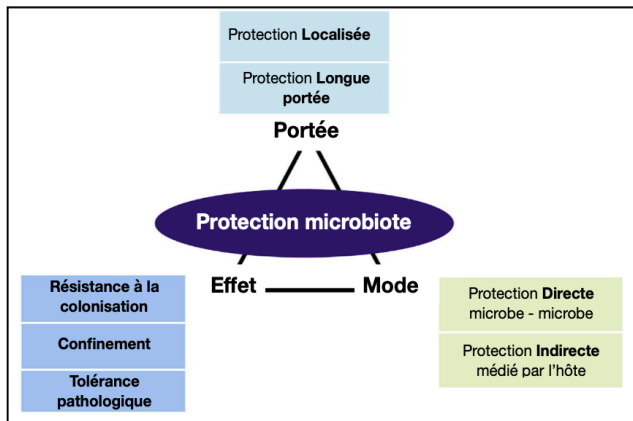 Protection Localisée
Protection Longue
portée
Portée
Protection microbiote
Effet
Mode
Résistance à la
colonisation
Confinement
Tolérance
pathologique
Protection Directe
microbe - microbe
Protection Indirecte
médié par l'hôte